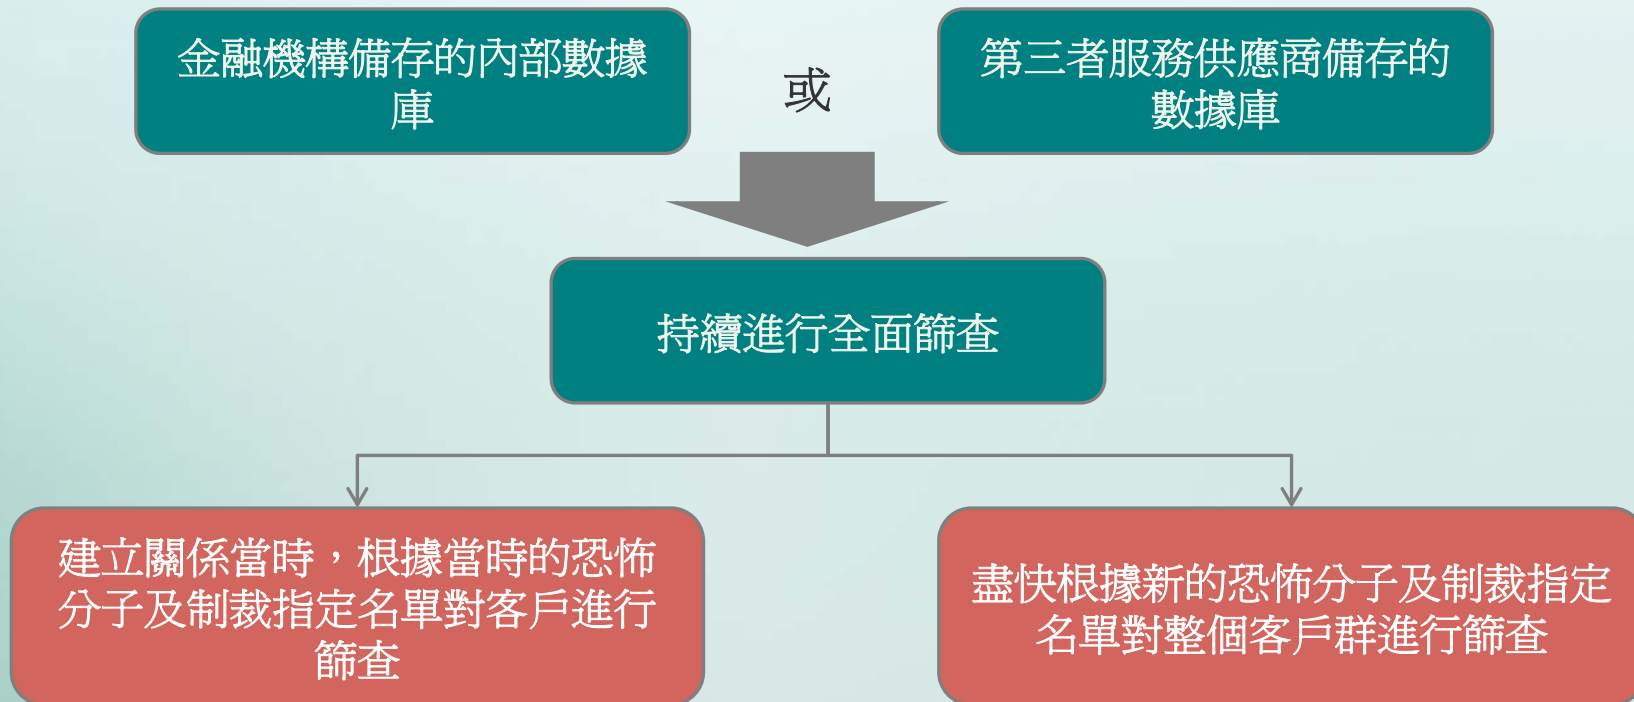 金融機構備存的內部數據
庫
或
第三者服務供應商備存的
數據庫
持續進行全面篩查
建立關係當時，根據當時的恐怖
分子及制裁指定名單對客戶進行
篩查
盡快根據新的恐怖分子及制裁指定
名單對整個客戶群進行篩查